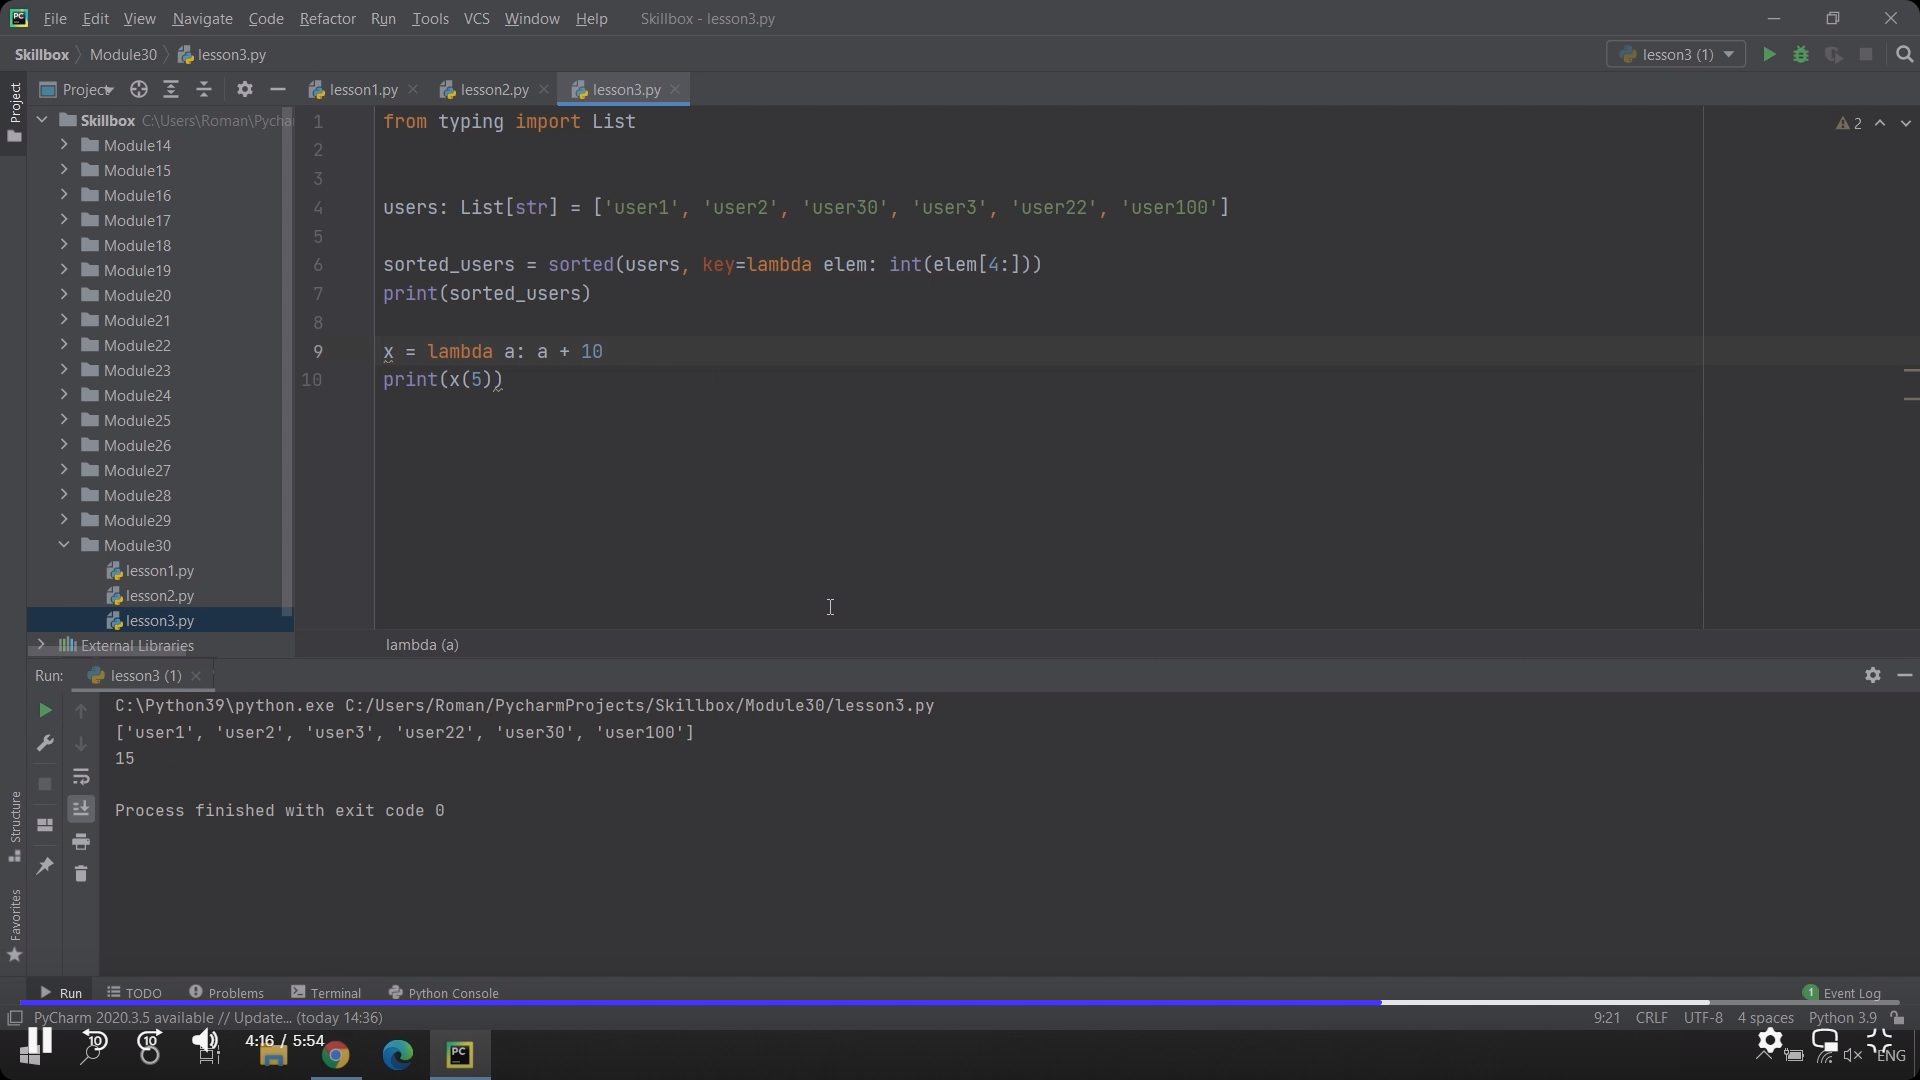 File Edit View Navigate Code Refactor Run Tools VCS Window Help Skillbox - lesson3.py
Skillbox Module30 lesson3.py lesson3 (1)
Project lesson1.py lesson2.py lesson3.py
Project
Skillbox C:\Users\Roman\Pycha
Module14
Module15
Module16
Module17
Module18
Module19
Module20
Module21
Module22
Module23
Module24
Module25
Module26
Module27
Module28
Module29
Module30
lesson1.py
lesson2.py
lesson3.py
External Libraries
1 from typing import List
2
3
4 users: List[str] = ['user1', 'user2', 'user30', 'user3', 'user22', 'user100']
5
6 sorted_users = sorted(users, key=lambda elem: int(elem[4:]))
7 print(sorted_users)
8
9 x = lambda a: a + 10
10 print(x(5))
2
lambda (a)
Run: lesson3 (1)
C:\Python39\python.exe C:/Users/Roman/PycharmProjects/Skillbox/Module30/lesson3.py
['user1', 'user2', 'user3', 'user22', 'user30', 'user100']
15
Process finished with exit code 0
Structure
Favorites
Run TODO Problems Terminal Python Console 1 Event Log
PyCharm 2020.3.5 available // Update... (today 14:36) 9:21 CRLF UTF-8 4 spaces Python 3.9
10 10 4:16 / 5:54 PC ENG